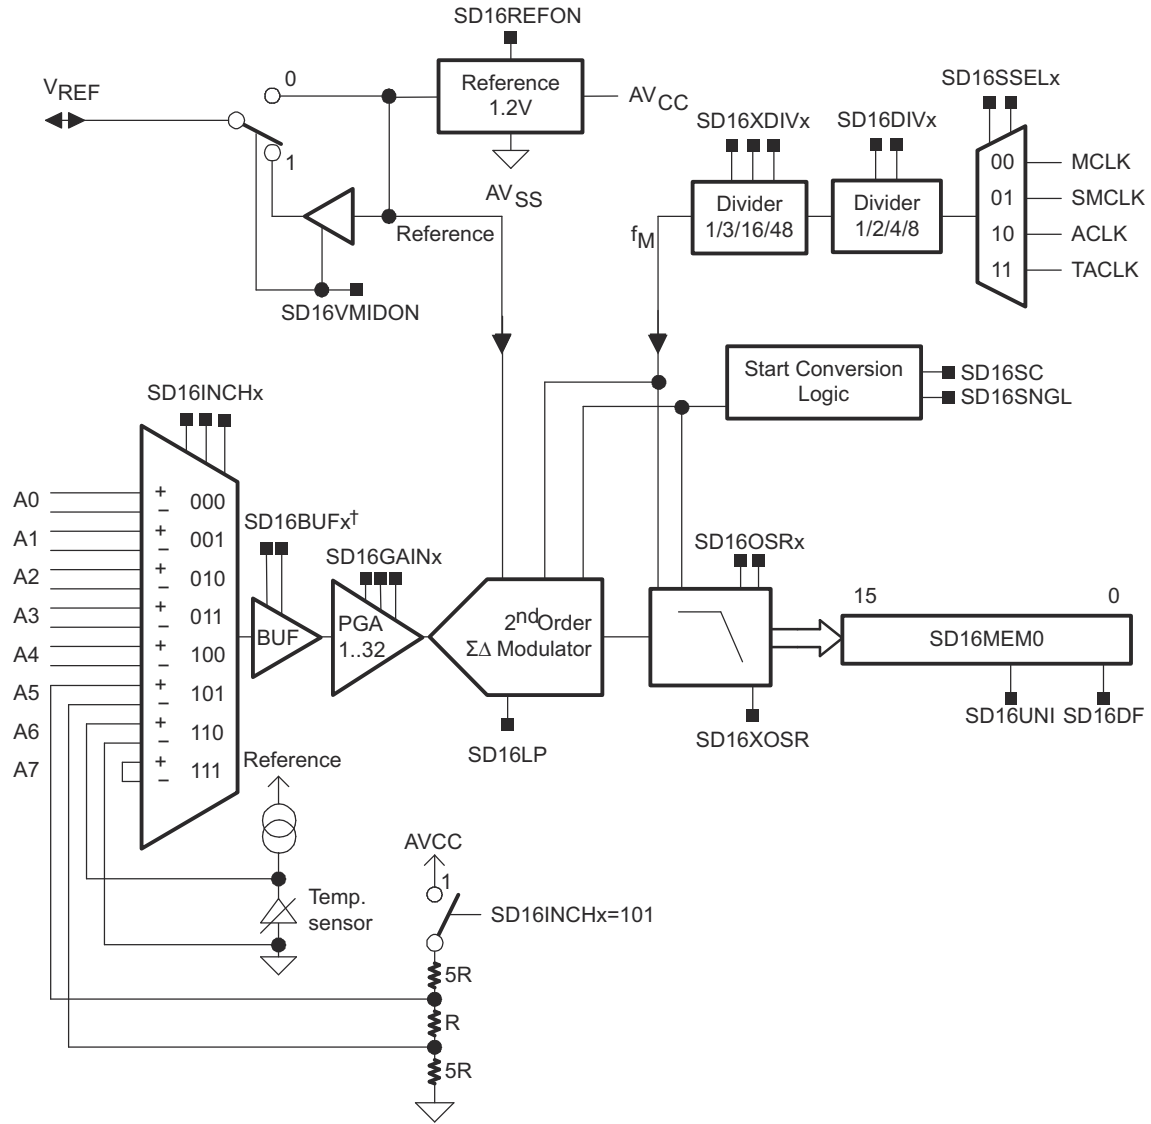 SD16REFON
0
VREF
Reference
1.2V
AVCC
1
AVSS
Reference
SD16VMIDON
SD16SSELx
SD16XDIVx
SD16DIVx
00
MCLK
Divider
1/3/16/48
Divider
1/2/4/8
01
SMCLK
fM
10
ACLK
11
TACLK
Start Conversion
Logic
SD16SC
SD16SNGL
SD16INCHx
A0
+
−
000
A1
+
−
001
A2
+
−
010
A3
+
−
011
A4
+
−
100
A5
+
−
101
A6
+
−
110
A7
+
−
111
SD16BUFx†
BUF
SD16GAINx
PGA
1..32
2nd Order
ΣΔ Modulator
SD16LP
SD16OSRx
SD16XOSR
15
0
SD16MEM0
SD16UNI
SD16DF
Reference
Temp.
sensor
AVCC
1
SD16INCHx=101
5R
R
5R